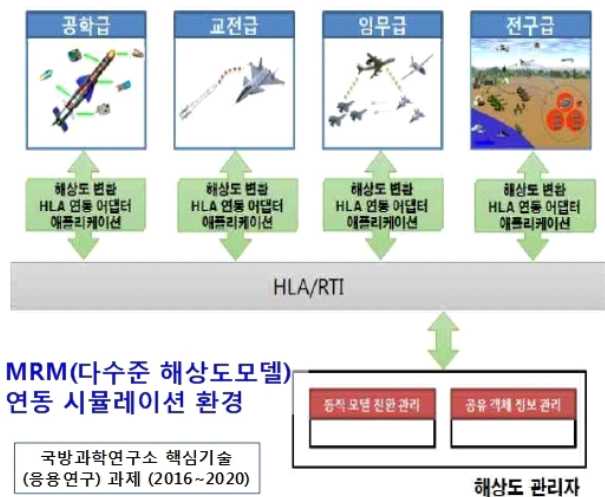 공학급
교전급
임무급
전구급
해상도 변환
HLA 연동 어댑터
애플리케이션
해상도 변환
HLA 연동 어댑터
애플리케이션
해상도 변환
HLA 연동 어댑터
애플리케이션
해상도 변환
HLA 연동 어댑터
애플리케이션
HLA/RTI
MRM(다수준 해상도모델)
연동 시뮬레이션 환경
동적 모델 전환 관리
공유 객체 정보 관리
국방과학연구소 핵심기술
(응용연구) 과제 (2016~2020)
해상도 관리자